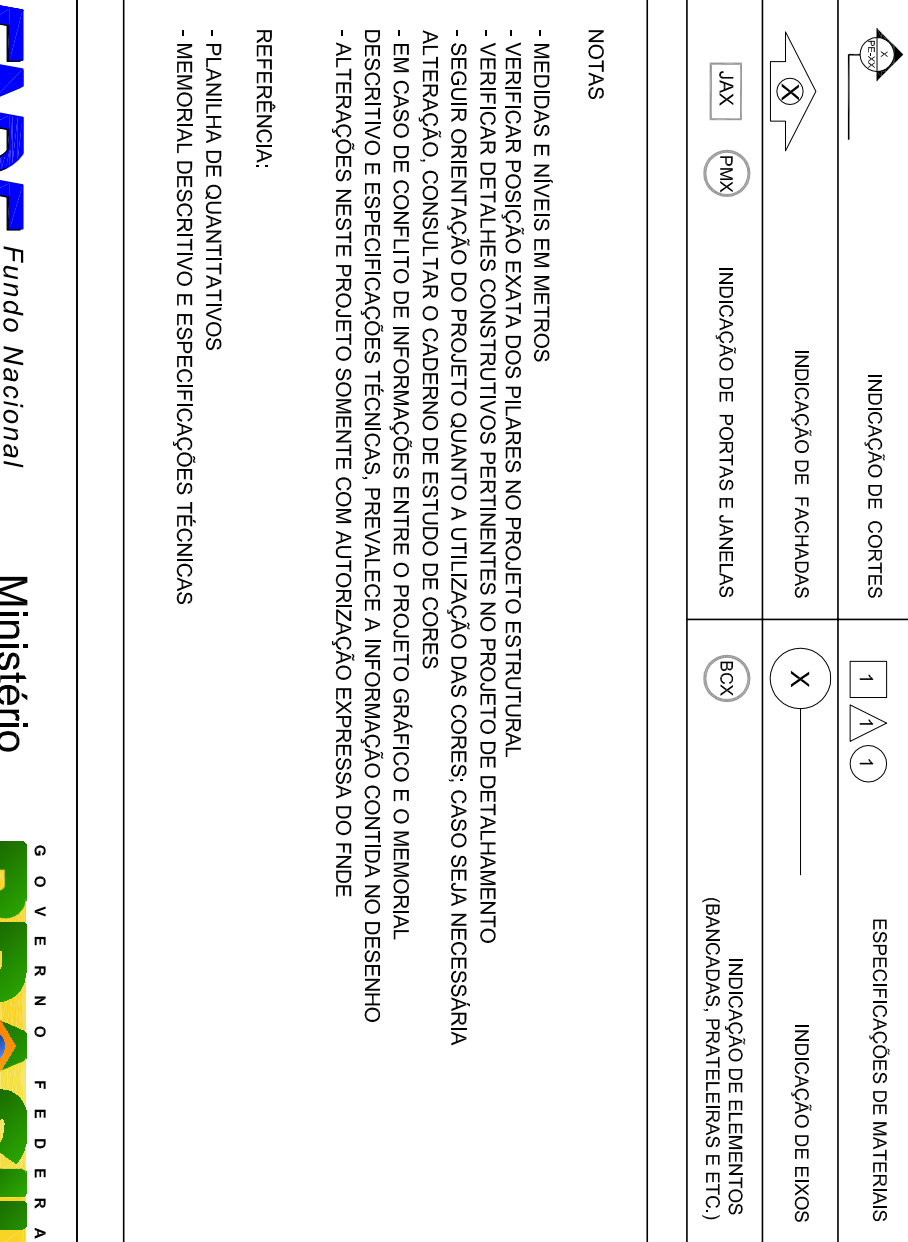 X
PE-XX
INDICAÇÃO DE CORTES
1 1 1
ESPECIFICAÇÕES DE MATERIAIS
X
INDICAÇÃO DE FACHADAS
X
INDICAÇÃO DE EIXOS
JAX PMX
INDICAÇÃO DE PORTAS E JANELAS
BCX
INDICAÇÃO DE ELEMENTOS
(BANCADAS, PRATELEIRAS E ETC.)
NOTAS
- MEDIDAS E NÍVEIS EM METROS
- VERIFICAR POSIÇÃO EXATA DOS PILARES NO PROJETO ESTRUTURAL
- VERIFICAR DETALHES CONSTRUTIVOS PERTINENTES NO PROJETO DE DETALHAMENTO
- SEGUIR ORIENTAÇÃO DO PROJETO QUANTO A UTILIZAÇÃO DAS CORES; CASO SEJA NECESSÁRIA
ALTERAÇÃO, CONSULTAR O CADERNO DE ESTUDO DE CORES
- EM CASO DE CONFLITO DE INFORMAÇÕES ENTRE O PROJETO GRÁFICO E O MEMORIAL
DESCRITIVO E ESPECIFICAÇÕES TÉCNICAS, PREVALECE A INFORMAÇÃO CONTIDA NO DESENHO
- ALTERAÇÕES NESTE PROJETO SOMENTE COM AUTORIZAÇÃO EXPRESSA DO FNDE
REFERÊNCIA:
- PLANILHA DE QUANTITATIVOS
- MEMORIAL DESCRITIVO E ESPECIFICAÇÕES TÉCNICAS
FNDE Fundo Nacional
Ministério
GOVERNO FEDERA
BRASIL